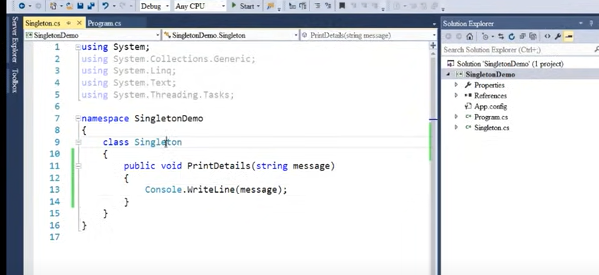 Debug Any CPU Start
Singleton.cs Program.cs
SingletonDemo SingletonDemo.Singleton PrintDetails(string message)
Server Explorer Toolbox
1 using System;
2 using System.Collections.Generic;
3 using System.Linq;
4 using System.Text;
5 using System.Threading.Tasks;
6
7 namespace SingletonDemo
8 {
9 class Singleton
10 {
11 public void PrintDetails(string message)
12 {
13 Console.WriteLine(message);
14 }
15 }
16 }
17
Solution Explorer
Search Solution Explorer (Ctrl+;)
Solution 'SingletonDemo' (1 project)
SingletonDemo
Properties
References
App.config
Program.cs
Singleton.cs